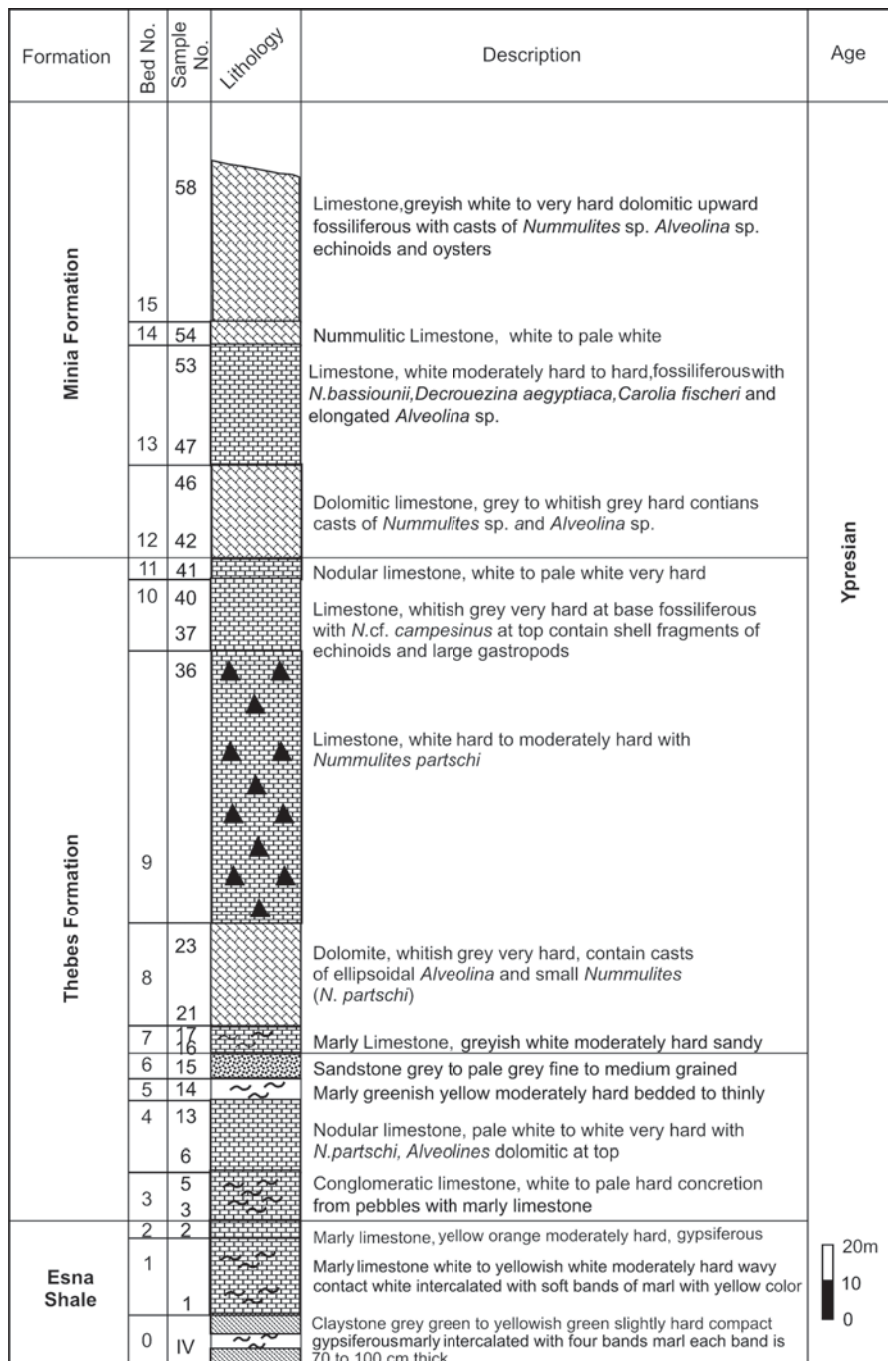 Formation
Bed No.
Sample No.
Lithology
Description
Age
Minia Formation
58
15
Limestone,greyish white to very hard dolomitic upward
fossiliferous with casts of Nummulites sp. Alveolina sp.
echinoids and oysters
14 54 Nummulitic Limestone, white to pale white
53
13 47
Limestone, white moderately hard to hard,fossiliferous with
N.bassiounii,Decrouezina aegyptiaca,Carolia fischeri and
elongated Alveolina sp.
46
12 42
Dolomitic limestone, grey to whitish grey hard contians
casts of Nummulites sp. and Alveolina sp.
Ypresian
Thebes Formation
11 41 Nodular limestone, white to pale white very hard
10 40
37
Limestone, whitish grey very hard at base fossiliferous
with N.cf. campesinus at top contain shell fragments of
echinoids and large gastropods
36
9
Limestone, white hard to moderately hard with
Nummulites partschi
23
8
21
Dolomite, whitish grey very hard, contain casts
of ellipsoidal Alveolina and small Nummulites
(N. partschi)
7 17
16
Marly Limestone, greyish white moderately hard sandy
6 15 Sandstone grey to pale grey fine to medium grained
5 14 Marly greenish yellow moderately hard bedded to thinly
4 13
6
Nodular limestone, pale white to white very hard with
N.partschi, Alveolines dolomitic at top
5
3
3
Conglomeratic limestone, white to pale hard concretion
from pebbles with marly limestone
Esna
Shale
2 2 Marly limestone, yellow orange moderately hard, gypsiferous
1
1
Marly limestone white to yellowish white moderately hard wavy
contact white intercalated with soft bands of marl with yellow color
0 IV
Claystone grey green to yellowish green slightly hard compact
gypsiferousmarly intercalated with four bands marl each band is
70 to 100 cm thick
20m
10
0